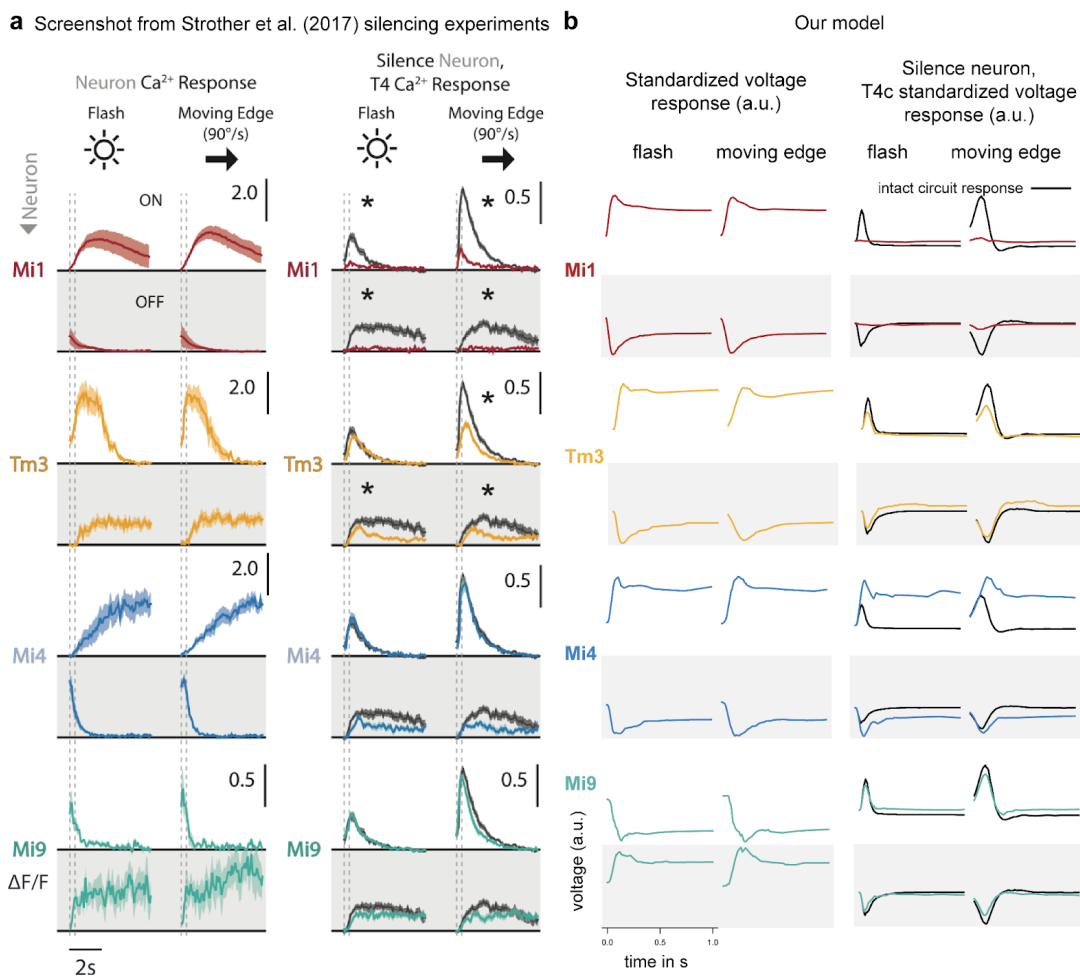 a Screenshot from Strother et al. (2017) silencing experiments
Neuron Ca²⁺ Response
Flash
Moving Edge
(90°/s)
Silence Neuron,
T4 Ca²⁺ Response
Flash
Moving Edge
(90°/s)
◀Neuron
ON
2.0
* * 0.5
Mi1
Mi1
OFF
* *
2.0
* 0.5
Tm3
Tm3
* *
2.0
0.5
Mi4
Mi4
0.5
0.5
Mi9
Mi9
ΔF/F
2s
b Our model
Standardized voltage
response (a.u.)
flash moving edge
Silence neuron,
T4c standardized voltage
response (a.u.)
flash moving edge
intact circuit response
Mi1
Tm3
Mi4
Mi9
voltage (a.u.)
0.0 0.5 1.0
time in s